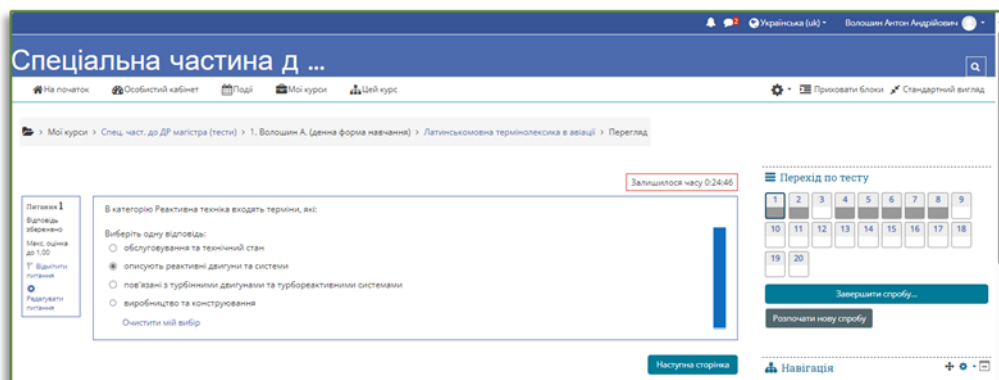 2 Українська (uk) Волошин Антон Андрійович
Спеціальна частина д ...
На початок Особистий кабінет Події Мої курси Цей курс Приховати блоки Стандартний вигляд
Мої курси > Спец. част. до ДР магістра (тести) > 1. Волошин А. (денна форма навчання) > Латинськомовна термінолексика в авіації > Перегляд
Залишилося часу 0:24:46
Питання 1
Відповідь
збережено
Макс. оцінка
до 1,00
Відмітити
питання
Редагувати
питання
В категорію Реактивна техніка входять терміни, які:
Виберіть одну відповідь:
обслуговування та технічний стан
описують реактивні двигуни та системи
пов'язані з турбінними двигунами та турбореактивними системами
виробництво та конструювання
Очистити мій вибір
Наступна сторінка
Перехід по тесту
1 2 3 4 5 6 7 8 9
10 11 12 13 14 15 16 17 18
19 20
Завершити спробу...
Розпочати нову спробу
Навігація